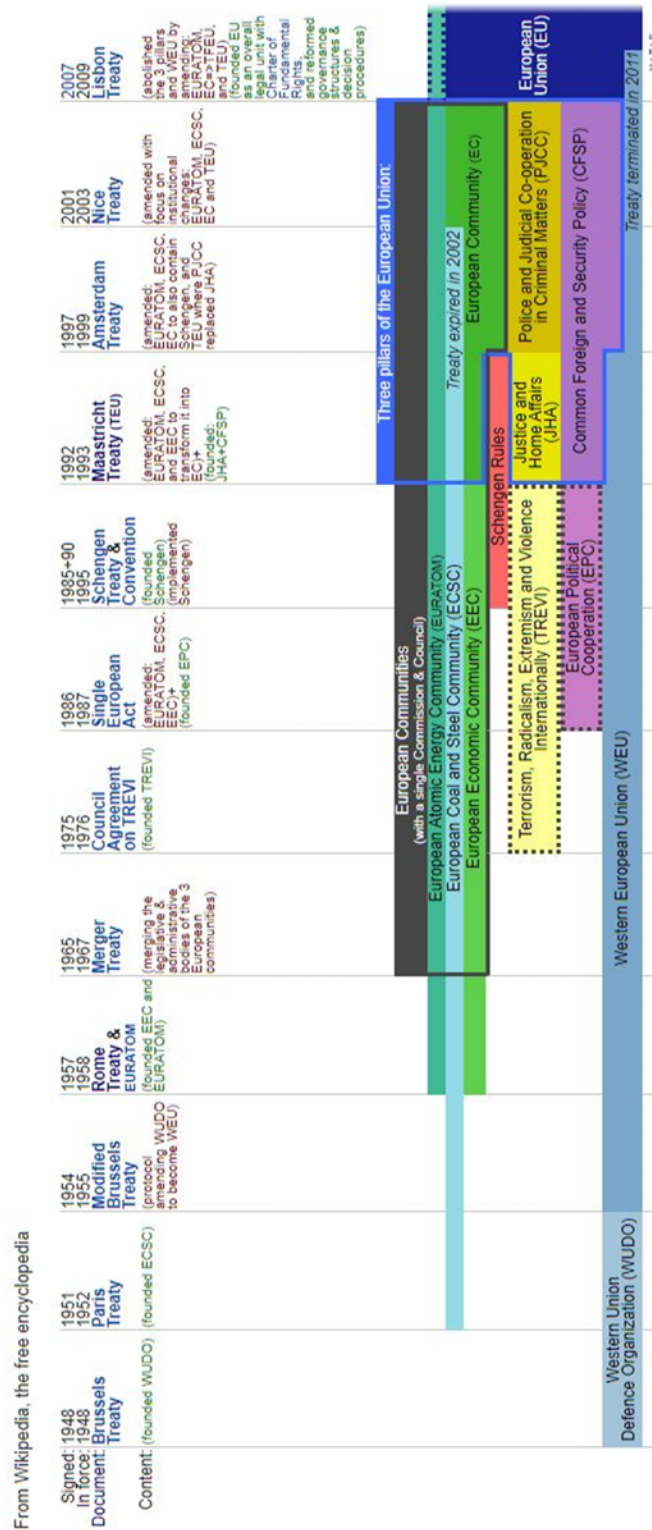 From Wikipedia, the free encyclopedia
Signed:
In force:
Document:
Content:
1948
1948
Brussels
Treaty
(founded WUDO)
1951
1952
Paris
Treaty
(founded ECSC)
1954
1955
Modified
Brussels
Treaty
(protocol
amending WUDO
to become WEU)
1957
1958
Rome
Treaty &
EURATOM
(founded EEC and
EURATOM)
1965
1967
Merger
Treaty
(merging the
legislative &
administrative
bodies of the 3
European
communities)
1975
1976
Council
Agreement
on TREVI
(founded TREVI)
1986
1987
Single
European
Act
(amended:
EURATOM, ECSC,
EEC)+
(founded EPC)
1985+90
1995
Schengen
Treaty &
Convention
(founded
Schengen)
(implemented
Schengen)
1992
1993
Maastricht
Treaty (TEU)
(amended:
EURATOM, ECSC,
and EEC to
transform it into
EC)+
(founded:
JHA+CFSP)
1997
1999
Amsterdam
Treaty
(amended:
EURATOM, ECSC,
EC to also contain
Schengen, and
TEU where PJCC
replaced JHA)
2001
2003
Nice
Treaty
(amended with
focus on
institutional
changes:
EURATOM, ECSC,
EC and TEU)
2007
2009
Lisbon
Treaty
(abolished
the 3 pillars
and WEU by
amending:
EURATOM,
EC=>TFEU,
and TEU)
(founded EU
as an overall
legal unit with
Charter of
Fundamental
Rights,
and reformed
governance
structures &
decision
procedures)
Three pillars of the European Union:
European Communities
(with a single Commission & Council)
European Atomic Energy Community (EURATOM)
European Coal and Steel Community (ECSC)
Treaty expired in 2002
European Economic Community (EEC)
European Community (EC)
Schengen Rules
Terrorism, Radicalism, Extremism and Violence
Internationally (TREVI)
Justice and
Home Affairs
(JHA)
Police and Judicial Co-operation
in Criminal Matters (PJCC)
European Political
Cooperation (EPC)
Common Foreign and Security Policy (CFSP)
European
Union (EU)
Western Union
Defence Organization (WUDO)
Western European Union (WEU)
Treaty terminated in 2011